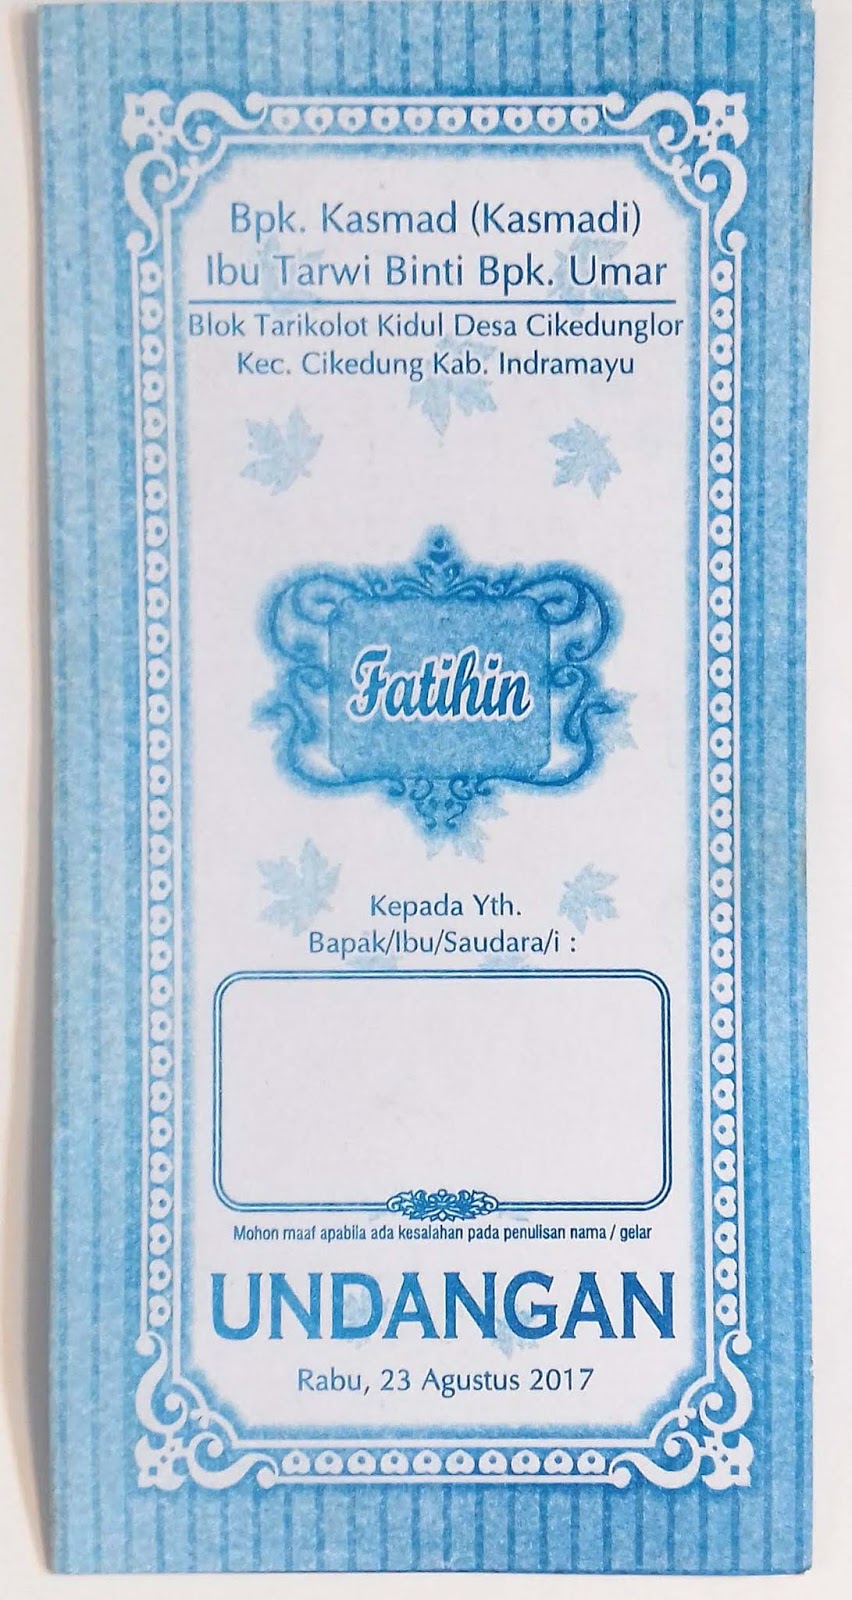 Bpk. Kasmad (Kasmadi)
Ibu Tarwi Binti Bpk. Umar
Blok Tarikolot Kidul Desa Cikedunglor
Kec. Cikedung Kab. Indramayu
Fatihin
Kepada Yth.
Bapak/Ibu/Saudara/i :
Mohon maaf apabila ada kesalahan pada penulisan nama / gelar
UNDANGAN
Rabu, 23 Agustus 2017